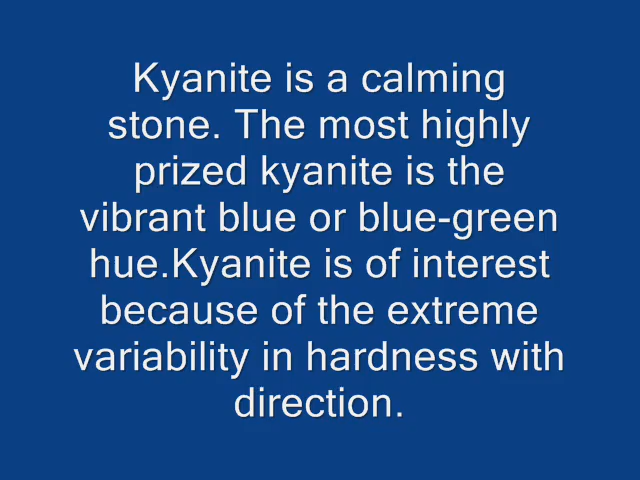 Kyanite is a calming
stone. The most highly
prized kyanite is the
vibrant blue or blue-green
hue.Kyanite is of interest
because of the extreme
variability in hardness with
direction.